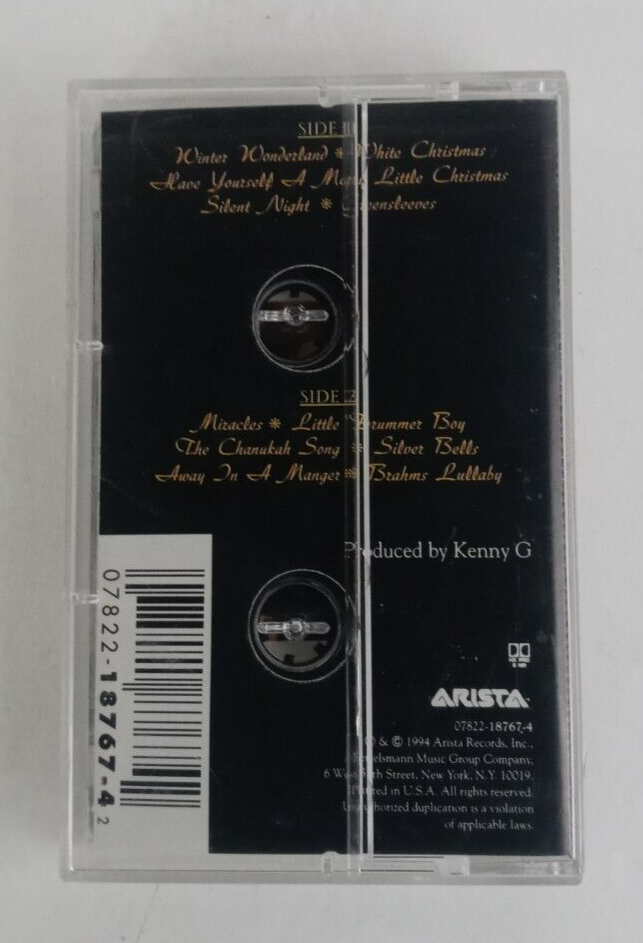 SIDE 1
Winter Wonderland * White Christmas
Have Yourself A Merry Little Christmas
Silent Night * Greensleeves
SIDE 2
Miracles * Little Drummer Boy
The Chanukah Song * Silver Bells
Away In A Manger * Brahms Lullaby
Produced by Kenny G
ARISTA
07822-18767-4
℗ & © 1994 Arista Records, Inc.,
Bertelsmann Music Group Company,
6 West 57th Street, New York, N.Y. 10019.
Printed in U.S.A. All rights reserved.
Unauthorized duplication is a violation
of applicable laws.
07822-18767-4 2